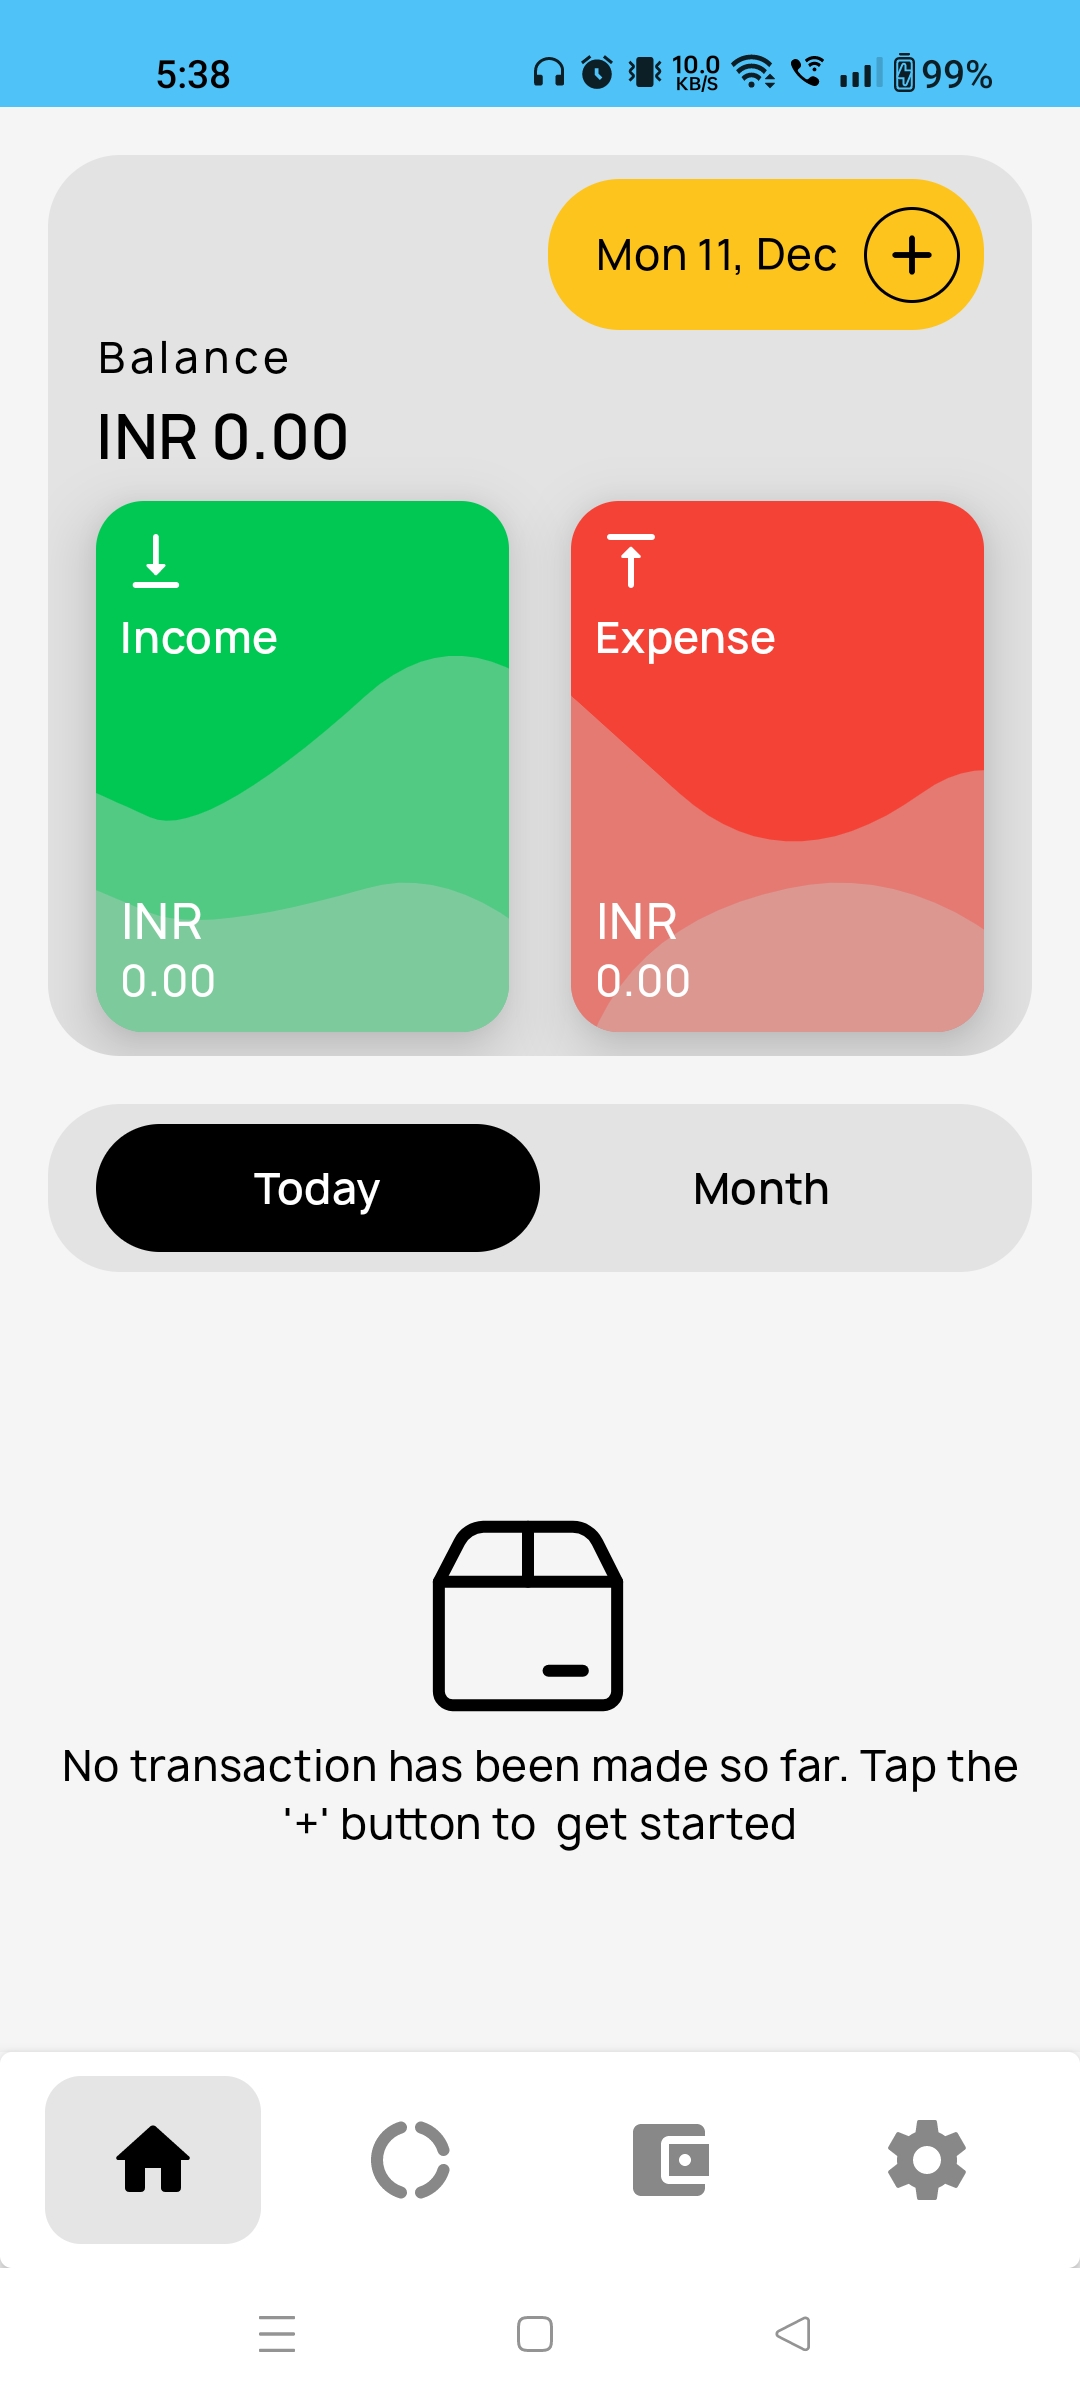 5:38
10.0
KB/S
99%
Mon 11, Dec
Balance
INR 0.00
Income
Expense
INR
0.00
INR
0.00
Today
Month
No transaction has been made so far. Tap the
'+' button to  get started